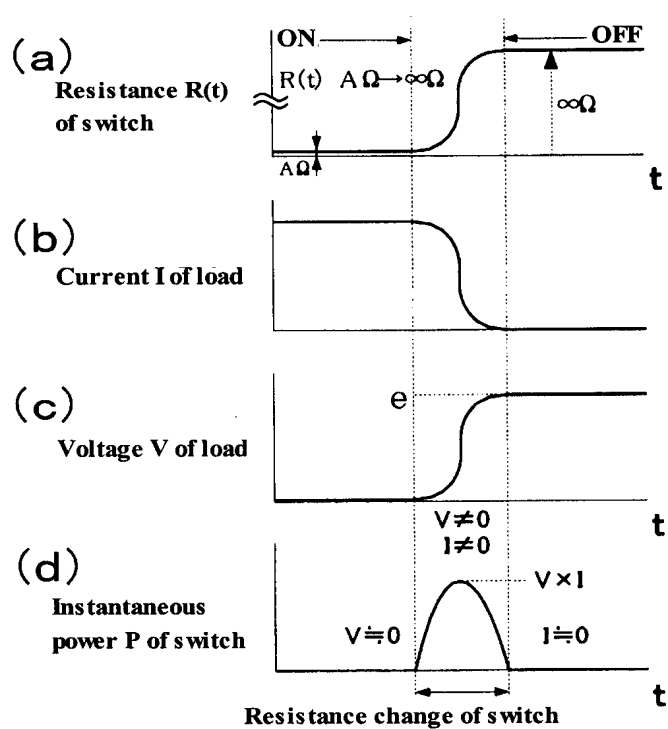 ON OFF
(a)
Resistance R(t)
of switch
R(t) AΩ→∞Ω
∞Ω
AΩ
t
(b)
Current I of load
(c)
e
Voltage V of load
t
V≠0
I≠0
(d)
Instantaneous
power P of switch
V×I
V≒0
I≒0
t
Resistance change of switch